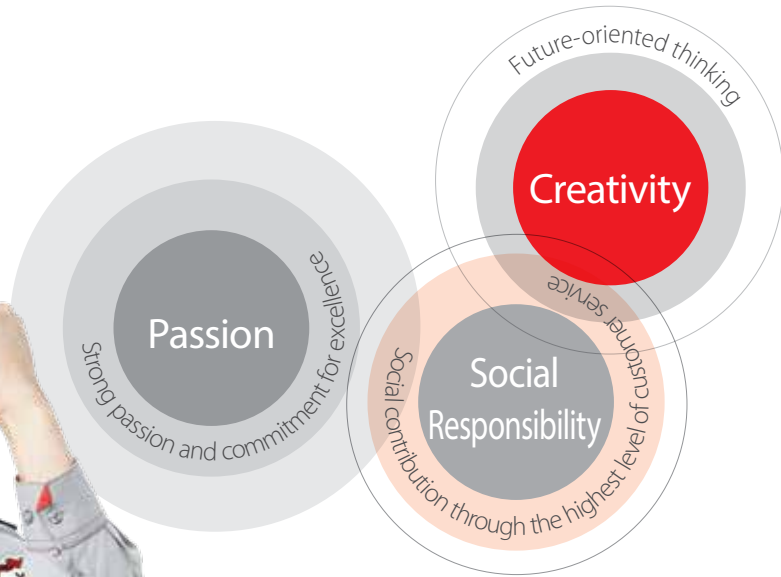 Future-oriented thinking
Creativity
Passion
Strong passion and commitment for excellence
Social
Responsibility
Social contribution through the highest level of customer service